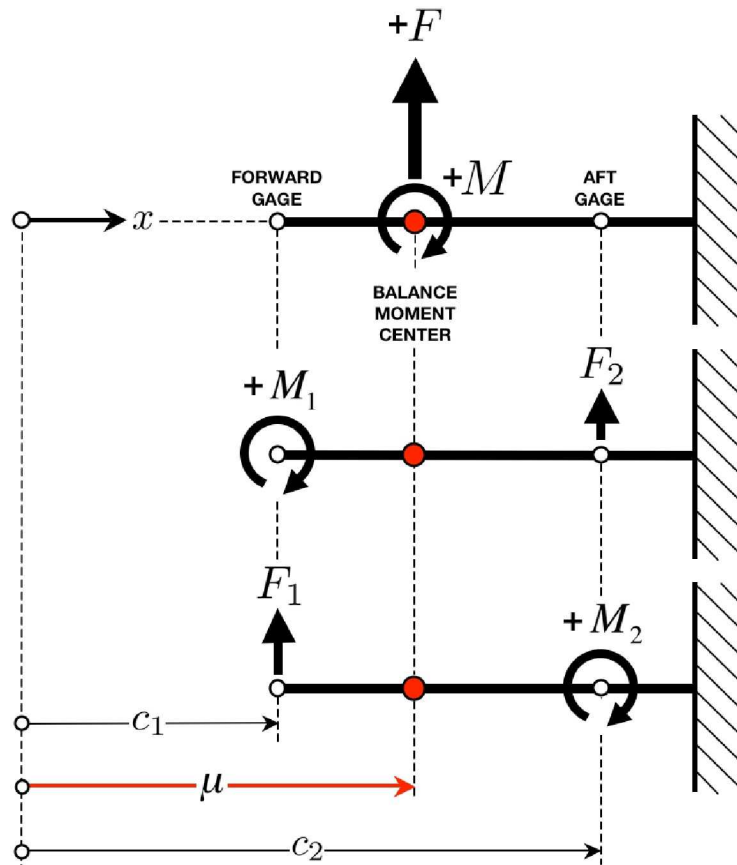 +F
+M
FORWARD
GAGE
AFT
GAGE
x
BALANCE
MOMENT
CENTER
+M₁
F₂
F₁
+M₂
c₁
μ
c₂